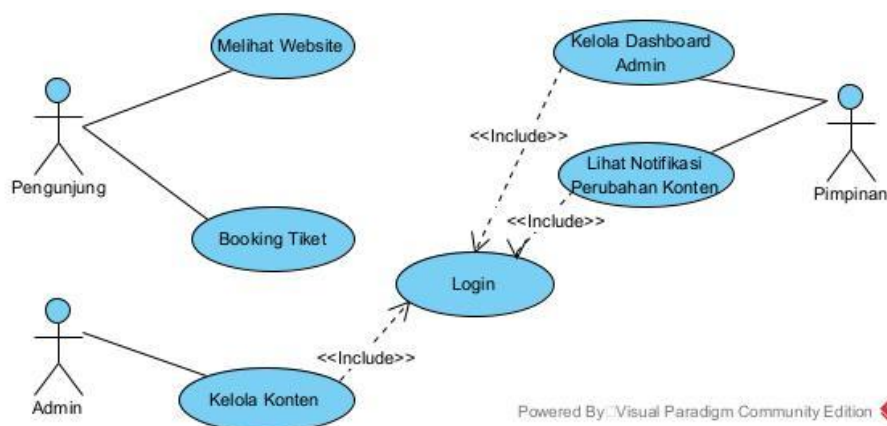 Melihat Website
Kelola Dashboard
Admin
<<Include>>
Lihat Notifikasi
Perubahan Konten
Pengunjung
Pimpinan
<<Include>>
Booking Tiket
Login
<<Include>>
Admin
Kelola Konten
Powered By Visual Paradigm Community Edition